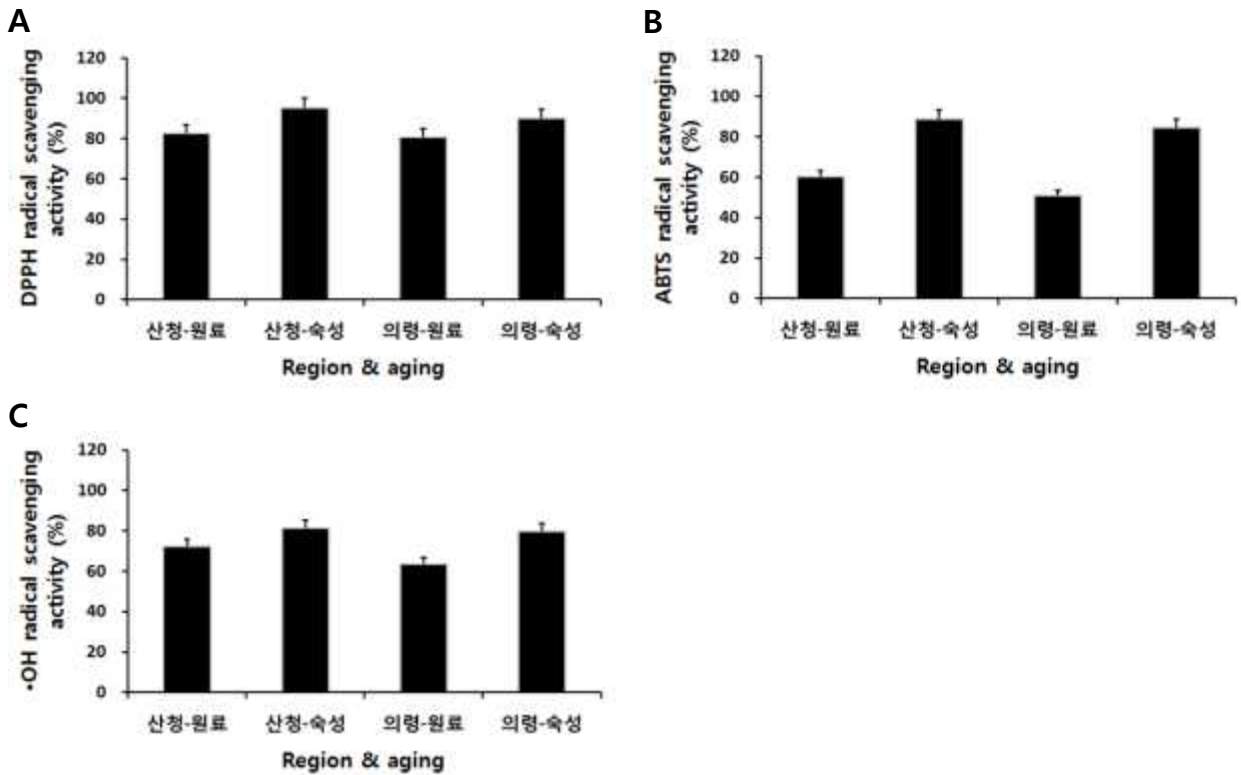 A
DPPH radical scavenging
activity (%)
120
100
80
60
40
20
0
산청-원료 산청-숙성 의령-원료 의령-숙성
Region & aging
B
ABTS radical scavenging
activity (%)
120
100
80
60
40
20
0
산청-원료 산청-숙성 의령-원료 의령-숙성
Region & aging
C
•OH radical scavenging
activity (%)
120
100
80
60
40
20
0
산청-원료 산청-숙성 의령-원료 의령-숙성
Region & aging